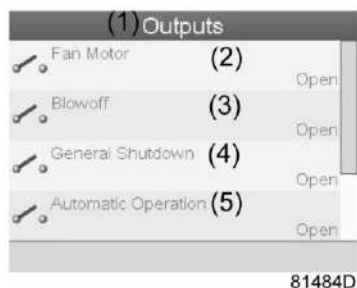 (1) Outputs
Fan Motor (2)
Open
Blowoff (3)
Open
General Shutdown (4)
Open
Automatic Operation (5)
Open
81484D